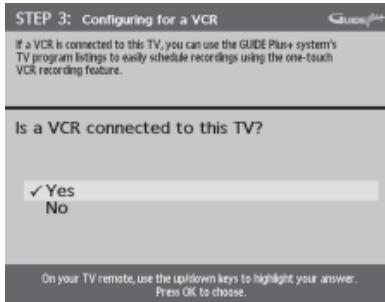 STEP 3: Configuring for a VCR GUIDE Plus+
If a VCR is connected to this TV, you can use the GUIDE Plus+ system's
TV program listings to easily schedule recordings using the one-touch
VCR recording feature.
Is a VCR connected to this TV?
✓ Yes
No
On your TV remote, use the up/down keys to highlight your answer.
Press OK to choose.